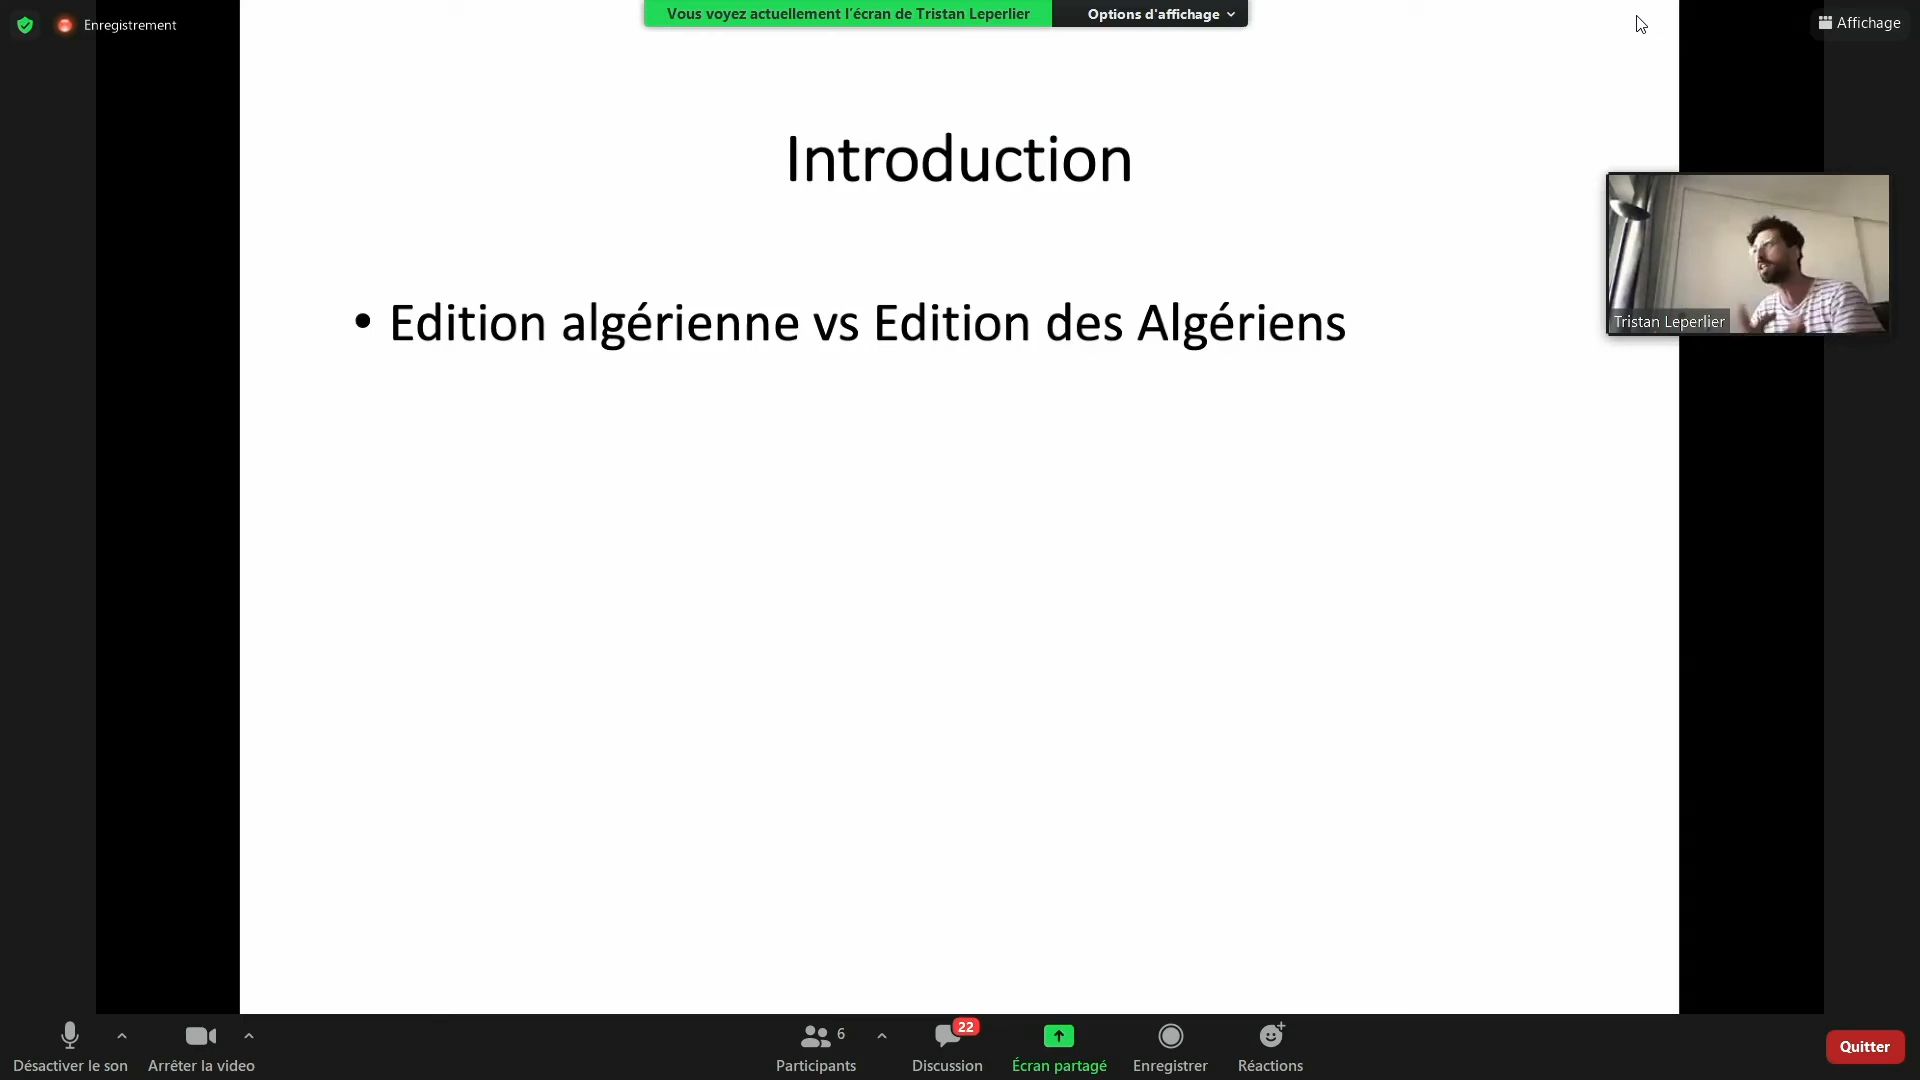 Enregistrement
Vous voyez actuellement l'écran de Tristan Leperlier
Options d'affichage
Affichage
Introduction
• Edition algérienne vs Edition des Algériens
Tristan Leperlier
6
22
Désactiver le son
Arrêter la video
Participants
Discussion
Écran partagé
Enregistrer
Réactions
Quitter